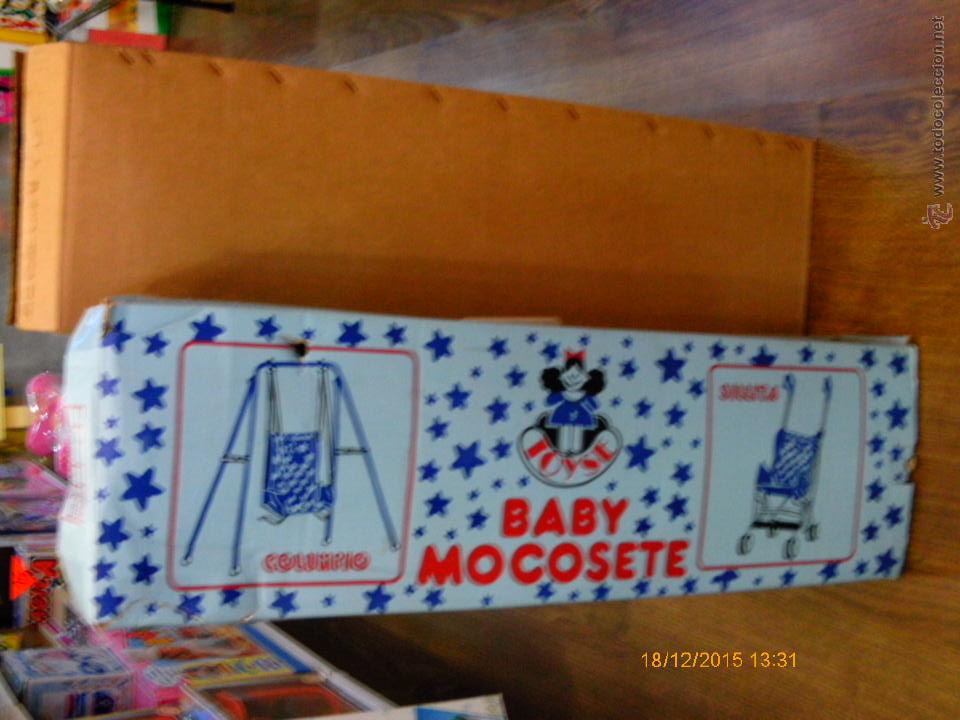 COLUMPIO
TOYSE
BABY
MOCOSETE
SILLITA
www.todocoleccion.net
18/12/2015 13:31